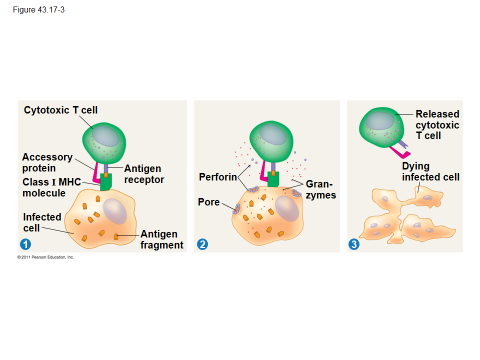 Figure 43.17-3
Cytotoxic T cell
Accessory
protein
Class I MHC
molecule
Antigen
receptor
Infected
cell
Antigen
fragment
1
Perforin
Pore
Gran-
zymes
2
Released
cytotoxic
T cell
Dying
infected cell
3
© 2011 Pearson Education, Inc.